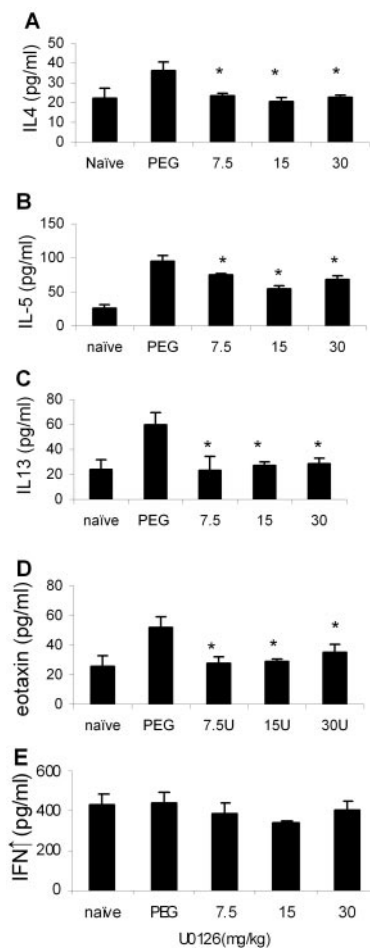 A
IL4 (pg/ml)
50
40
30
20
10
0
* * *
Naïve PEG 7.5 15 30
B
IL-5 (pg/ml)
150
100
50
0
* * *
naïve PEG 7.5 15 30
C
IL13 (pg/ml)
80
60
40
20
0
* * *
naïve PEG 7.5 15 30
D
eotaxin (pg/ml)
80
60
40
20
0
* * *
naïve PEG 7.5U 15U 30U
E
IFN↑ (pg/ml)
600
400
200
0
naïve PEG 7.5 15 30
U0126(mg/kg)